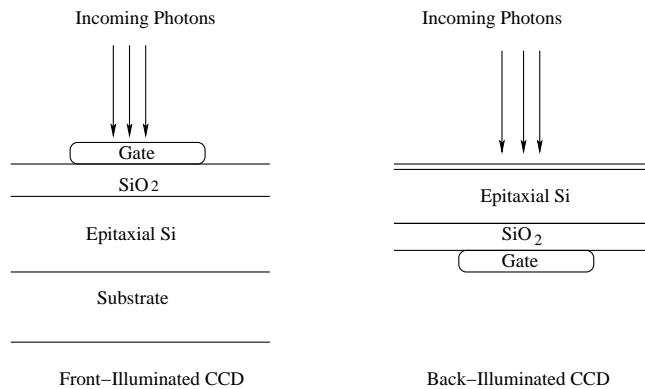 Incoming Photons
Gate
SiO2
Epitaxial Si
Substrate
Front−Illuminated CCD
Incoming Photons
Epitaxial Si
SiO2
Gate
Back−Illuminated CCD